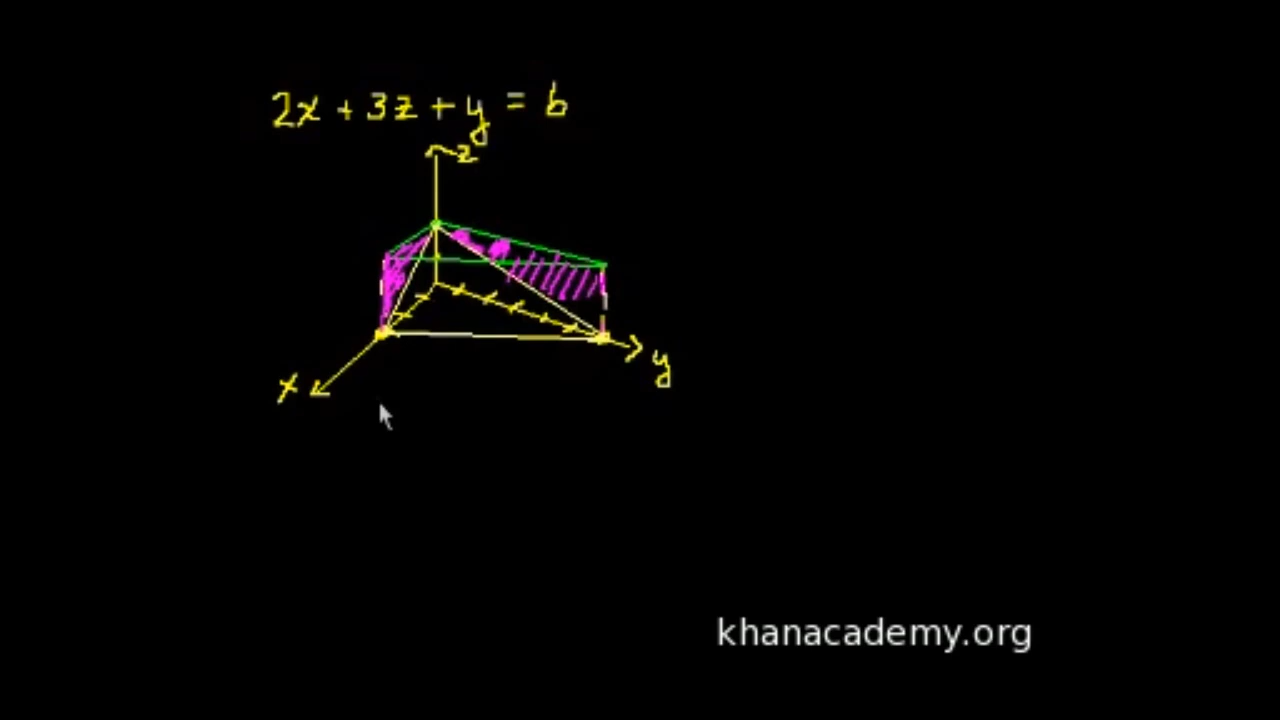 2x + 3z + y = 6
z
y
x
khanacademy.org